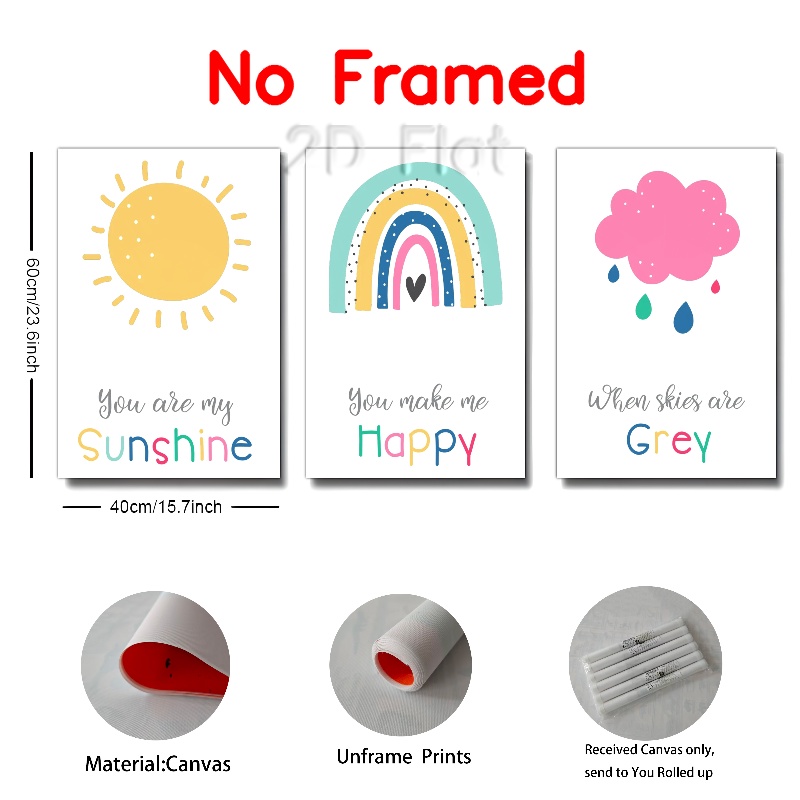 No Framed
2D Flat
60cm/23.6inch
You are my
Sunshine
You make me
Happy
When skies are
Grey
40cm/15.7inch
Material:Canvas
Unframe Prints
Received Canvas only,
send to You Rolled up